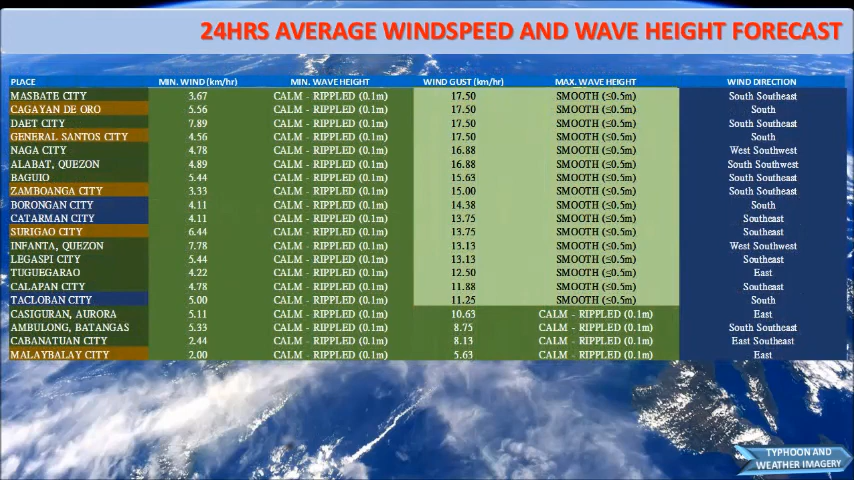 24HRS AVERAGE WINDSPEED AND WAVE HEIGHT FORECAST
PLACE MIN. WIND (km/hr) MIN. WAVE HEIGHT WIND GUST (km/hr) MAX. WAVE HEIGHT WIND DIRECTION
MASBATE CITY 3.67 CALM - RIPPLED (0.1m) 17.50 SMOOTH (≤0.5m) South Southeast
CAGAYAN DE ORO 5.56 CALM - RIPPLED (0.1m) 17.50 SMOOTH (≤0.5m) South
DAET CITY 7.89 CALM - RIPPLED (0.1m) 17.50 SMOOTH (≤0.5m) South Southeast
GENERAL SANTOS CITY 4.56 CALM - RIPPLED (0.1m) 17.50 SMOOTH (≤0.5m) South
NAGA CITY 4.78 CALM - RIPPLED (0.1m) 16.88 SMOOTH (≤0.5m) West Southwest
ALABAT, QUEZON 4.89 CALM - RIPPLED (0.1m) 16.88 SMOOTH (≤0.5m) South Southwest
BAGUIO 5.44 CALM - RIPPLED (0.1m) 15.63 SMOOTH (≤0.5m) South Southeast
ZAMBOANGA CITY 3.33 CALM - RIPPLED (0.1m) 15.00 SMOOTH (≤0.5m) South Southeast
BORONGAN CITY 4.11 CALM - RIPPLED (0.1m) 14.38 SMOOTH (≤0.5m) South
CATARMAN CITY 4.11 CALM - RIPPLED (0.1m) 13.75 SMOOTH (≤0.5m) Southeast
SURIGAO CITY 6.44 CALM - RIPPLED (0.1m) 13.75 SMOOTH (≤0.5m) Southeast
INFANTA, QUEZON 7.78 CALM - RIPPLED (0.1m) 13.13 SMOOTH (≤0.5m) West Southwest
LEGASPI CITY 5.44 CALM - RIPPLED (0.1m) 13.13 SMOOTH (≤0.5m) Southeast
TUGUEGARAO 4.22 CALM - RIPPLED (0.1m) 12.50 SMOOTH (≤0.5m) East
CALAPAN CITY 4.78 CALM - RIPPLED (0.1m) 11.88 SMOOTH (≤0.5m) Southeast
TACLOBAN CITY 5.00 CALM - RIPPLED (0.1m) 11.25 SMOOTH (≤0.5m) South
CASIGURAN, AURORA 5.11 CALM - RIPPLED (0.1m) 10.63 CALM - RIPPLED (0.1m) East
AMBULONG, BATANGAS 5.33 CALM - RIPPLED (0.1m) 8.75 CALM - RIPPLED (0.1m) South Southeast
CABANATUAN CITY 2.44 CALM - RIPPLED (0.1m) 8.13 CALM - RIPPLED (0.1m) East Southeast
MALAYBALAY CITY 2.00 CALM - RIPPLED (0.1m) 5.63 CALM - RIPPLED (0.1m) East
TYPHOON AND
WEATHER IMAGERY